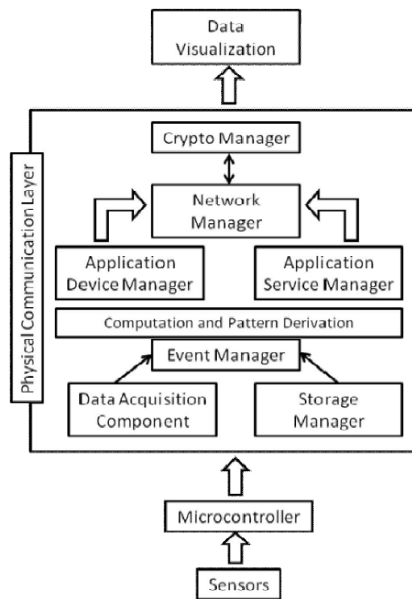 Data
Visualization
Crypto Manager
Network
Manager
Physical Communication Layer
Application
Device Manager
Application
Service Manager
Computation and Pattern Derivation
Event Manager
Data Acquisition
Component
Storage
Manager
Microcontroller
Sensors